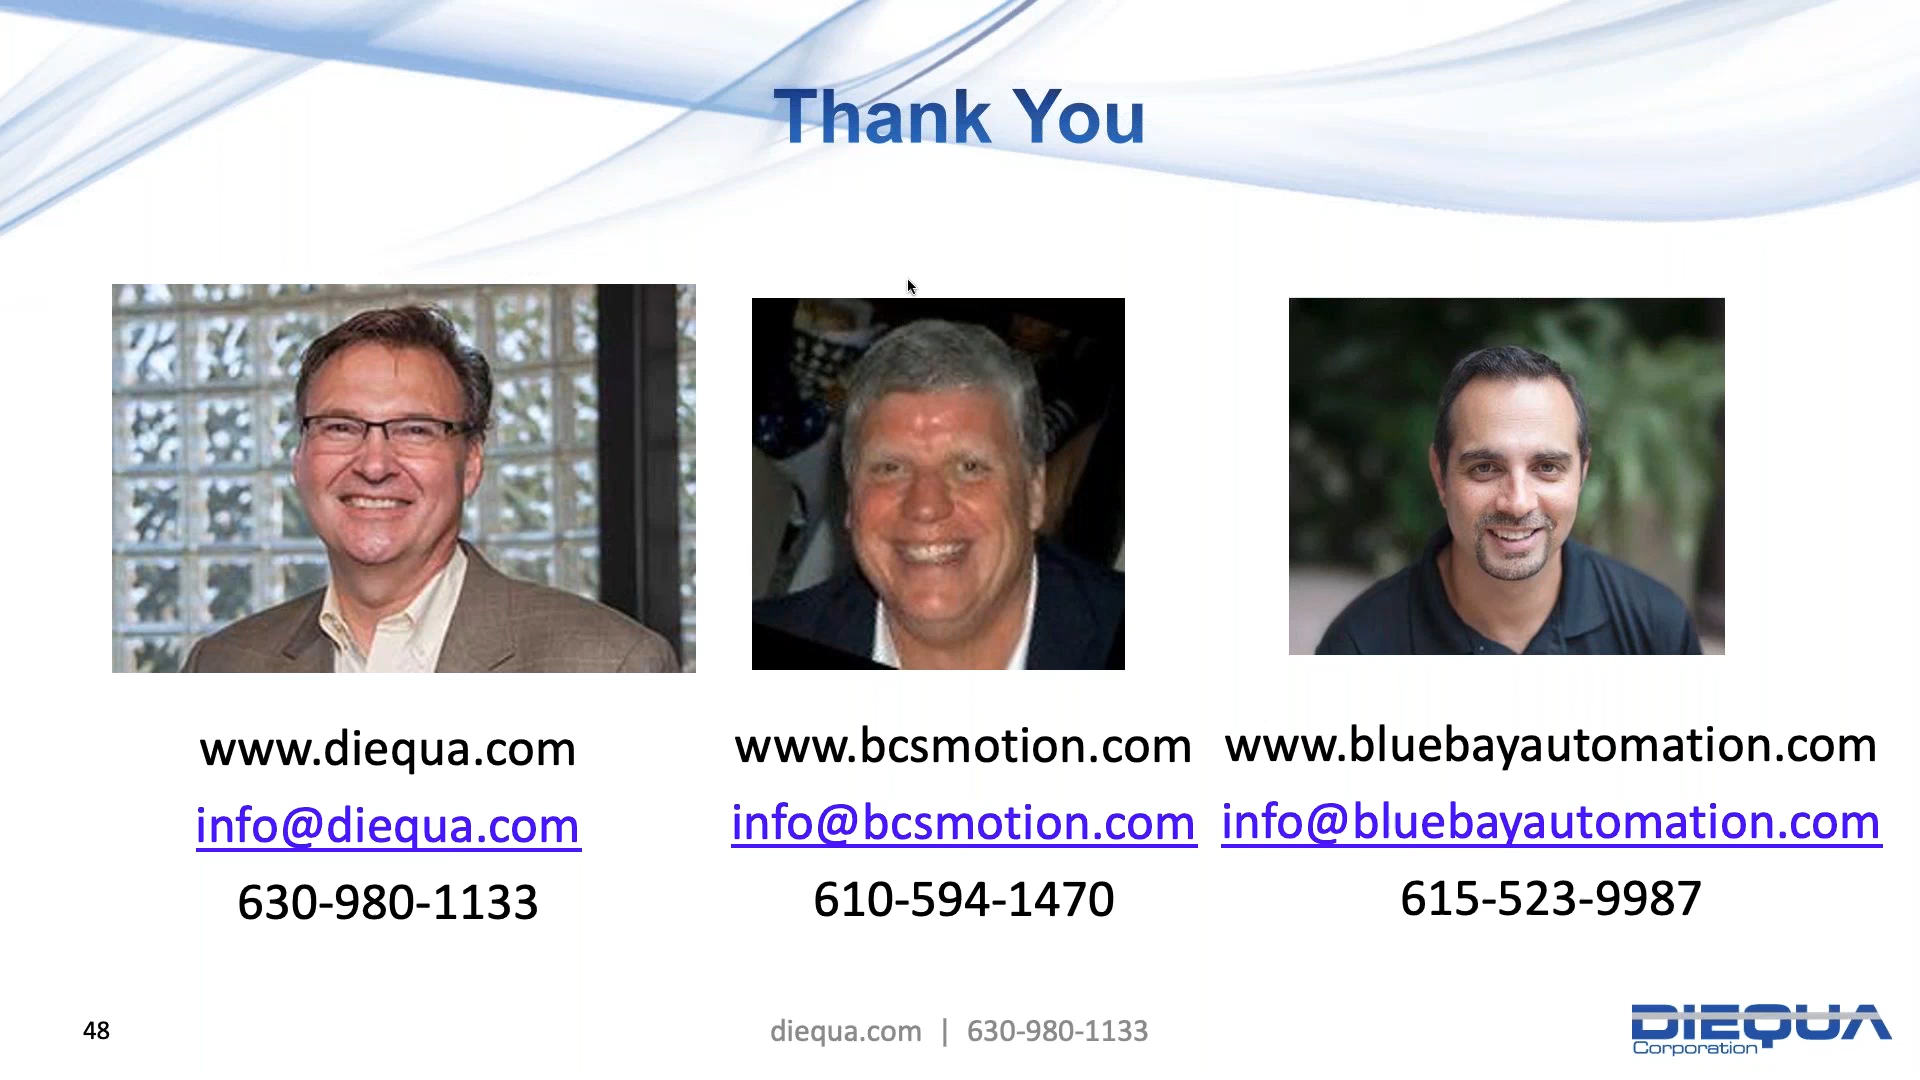 Thank You
www.diequa.com
info@diequa.com
630-980-1133
www.bcsmotion.com
info@bcsmotion.com
610-594-1470
www.bluebayautomation.com
info@bluebayautomation.com
615-523-9987
48
diequa.com | 630-980-1133
DIEQUA
Corporation